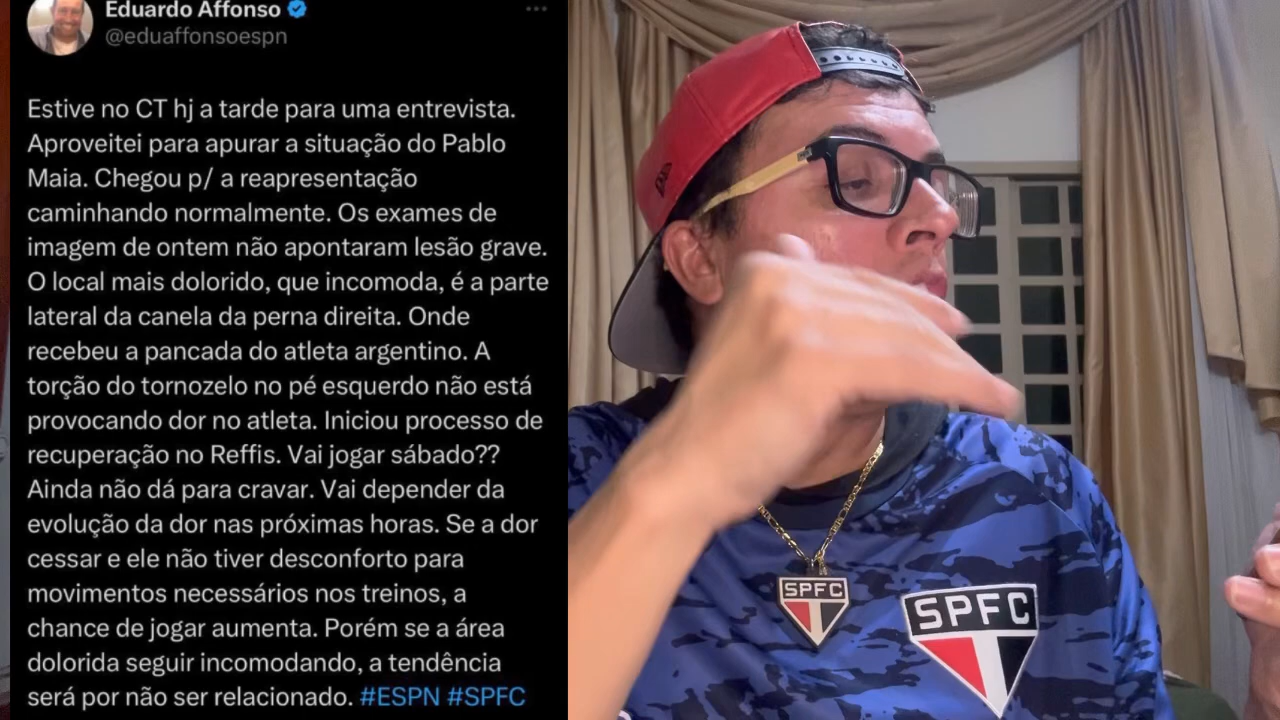 Eduardo Affonso
@eduaffonsoespn
Estive no CT hj a tarde para uma entrevista.
Aproveitei para apurar a situação do Pablo
Maia. Chegou p/ a reapresentação
caminhando normalmente. Os exames de
imagem de ontem não apontaram lesão grave.
O local mais dolorido, que incomoda, é a parte
lateral da canela da perna direita. Onde
recebeu a pancada do atleta argentino. A
torção do tornozelo no pé esquerdo não está
provocando dor no atleta. Iniciou processo de
recuperação no Reffis. Vai jogar sábado??
Ainda não dá para cravar. Vai depender da
evolução da dor nas próximas horas. Se a dor
cessar e ele não tiver desconforto para
movimentos necessários nos treinos, a
chance de jogar aumenta. Porém se a área
dolorida seguir incomodando, a tendência
será por não ser relacionado. #ESPN #SPFC
SPFC
SPFC